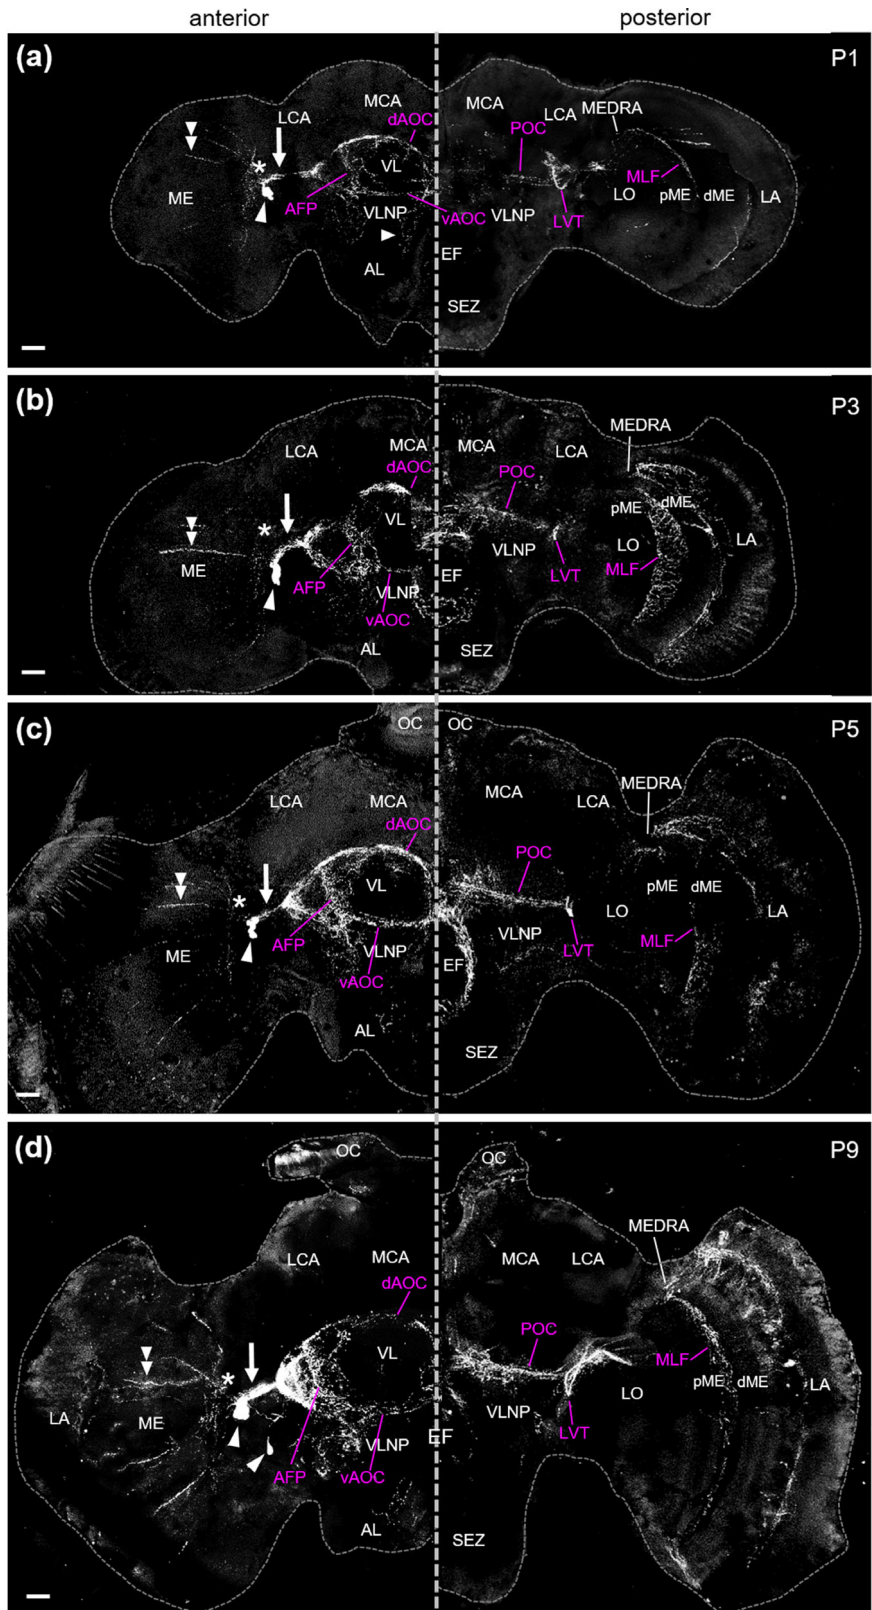 anterior posterior
(a) P1
MCA MCA MEDRA
LCA dAOC POC LCA
VL
ME MLF
AFP LO pME dME LA
VLNP vAOC VLNP LVT
AL EF
SEZ
(b) P3
LCA MCA MCA LCA MEDRA
dAOC POC
VL pME dME
ME VLNP LO LA
AFP EF LVT MLF
VLNP
vAOC
AL SEZ
(c) OC OC P5
LCA MCA MCA LCA MEDRA
dAOC
POC
VL pME dME
AFP LO LA
ME VLNP VLNP LVT MLF
vAOC EF
AL
SEZ
(d) OC OC P9
LCA MCA MCA LCA MEDRA
dAOC
VL POC MLF
LO pME dME LA
LA ME VLNP
VLNP EF LVT
AFP vAOC
AL SEZ